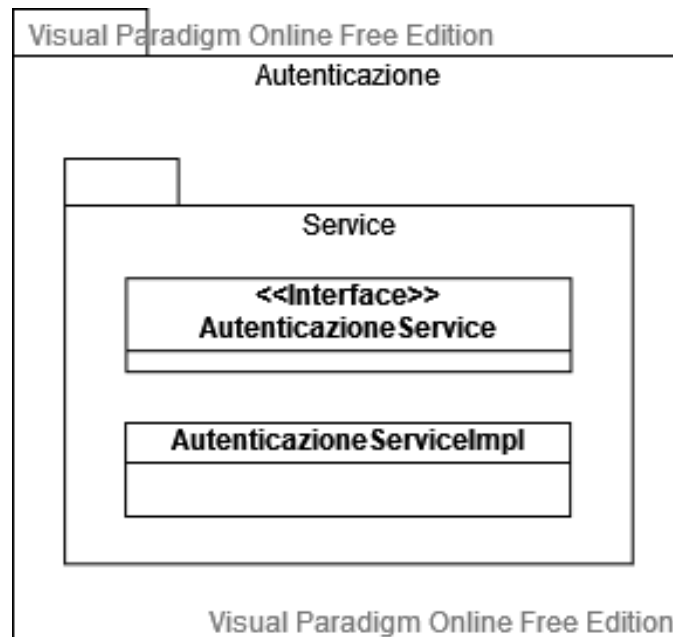 Visual Paradigm Online Free Edition
Autenticazione
Service
<<Interface>>
AutenticazioneService
AutenticazioneServiceImpl
Visual Paradigm Online Free Edition